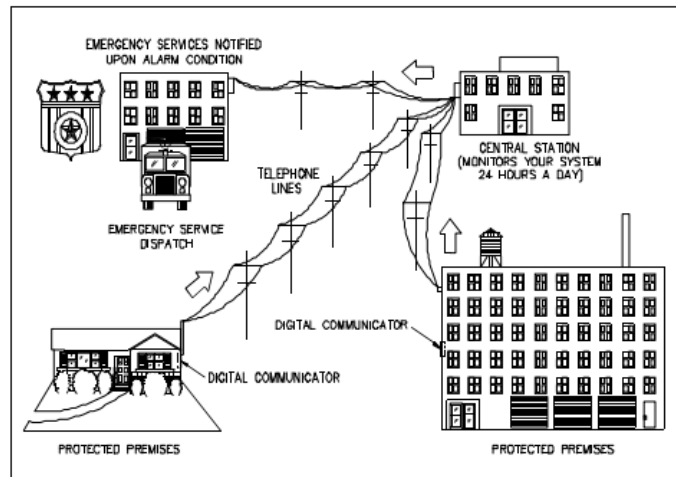 EMERGENCY SERVICES NOTIFIED
UPON ALARM CONDITION
CENTRAL STATION
(MONITORS YOUR SYSTEM
24 HOURS A DAY)
TELEPHONE
LINES
EMERGENCY SERVICE
DISPATCH
DIGITAL COMMUNICATOR
DIGITAL COMMUNICATOR
PROTECTED PREMISES
PROTECTED PREMISES